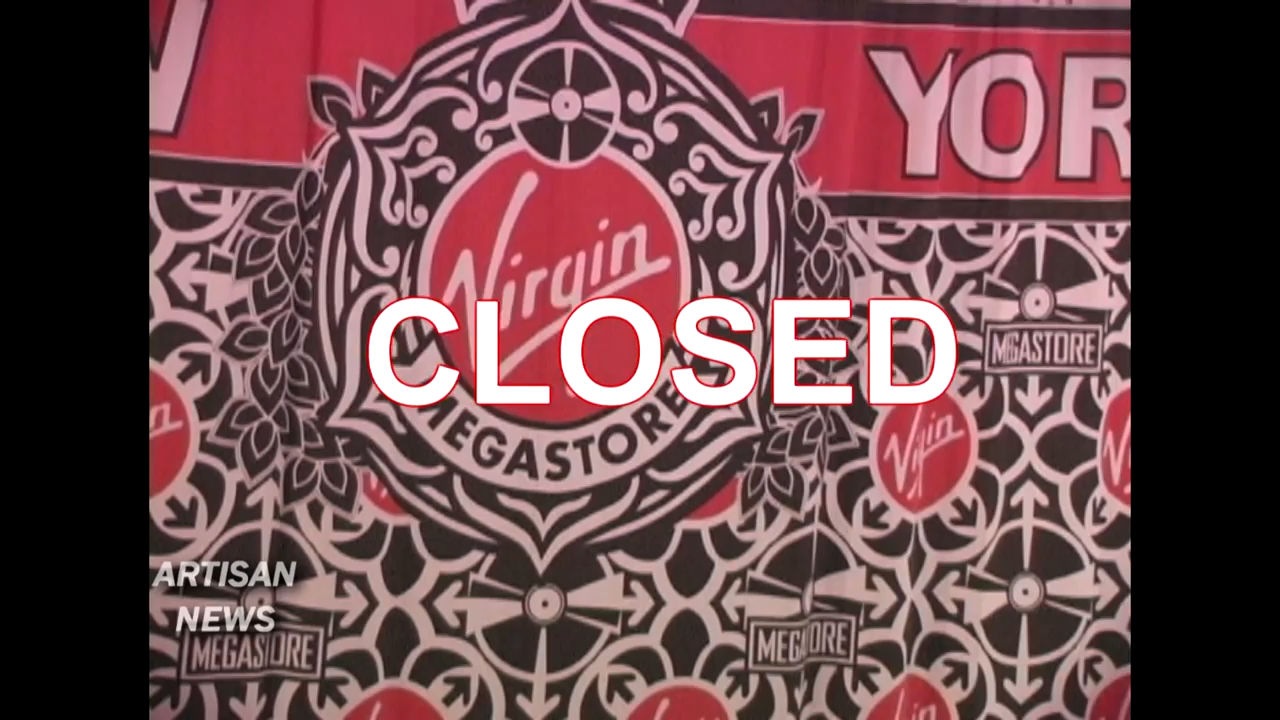 W
YOR
Virgin
CLOSED
MEGASTORE
MEGASTORE
Virgin
ARTISAN
NEWS
MEGASTORE
MEGASTORE